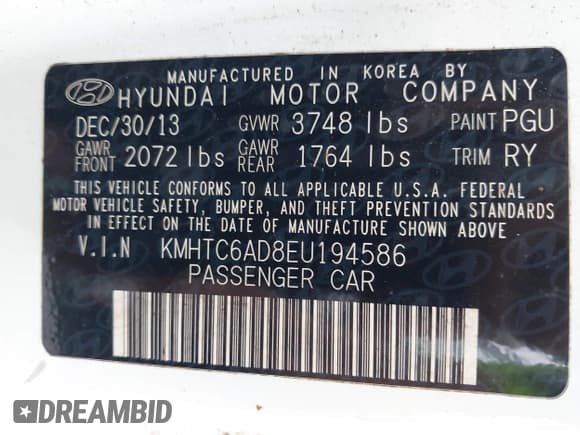 MANUFACTURED IN KOREA BY
HYUNDAI MOTOR COMPANY
DEC/30/13 GVWR 3748 lbs PAINT PGU
GAWR FRONT 2072 lbs GAWR REAR 1764 lbs TRIM RY
THIS VEHICLE CONFORMS TO ALL APPLICABLE U.S.A. FEDERAL
MOTOR VEHICLE SAFETY, BUMPER, AND THEFT PREVENTION STANDARDS
IN EFFECT ON THE DATE OF MANUFACTURE SHOWN ABOVE
V.I.N KMHTC6AD8EU194586
PASSENGER CAR
DREAMBID